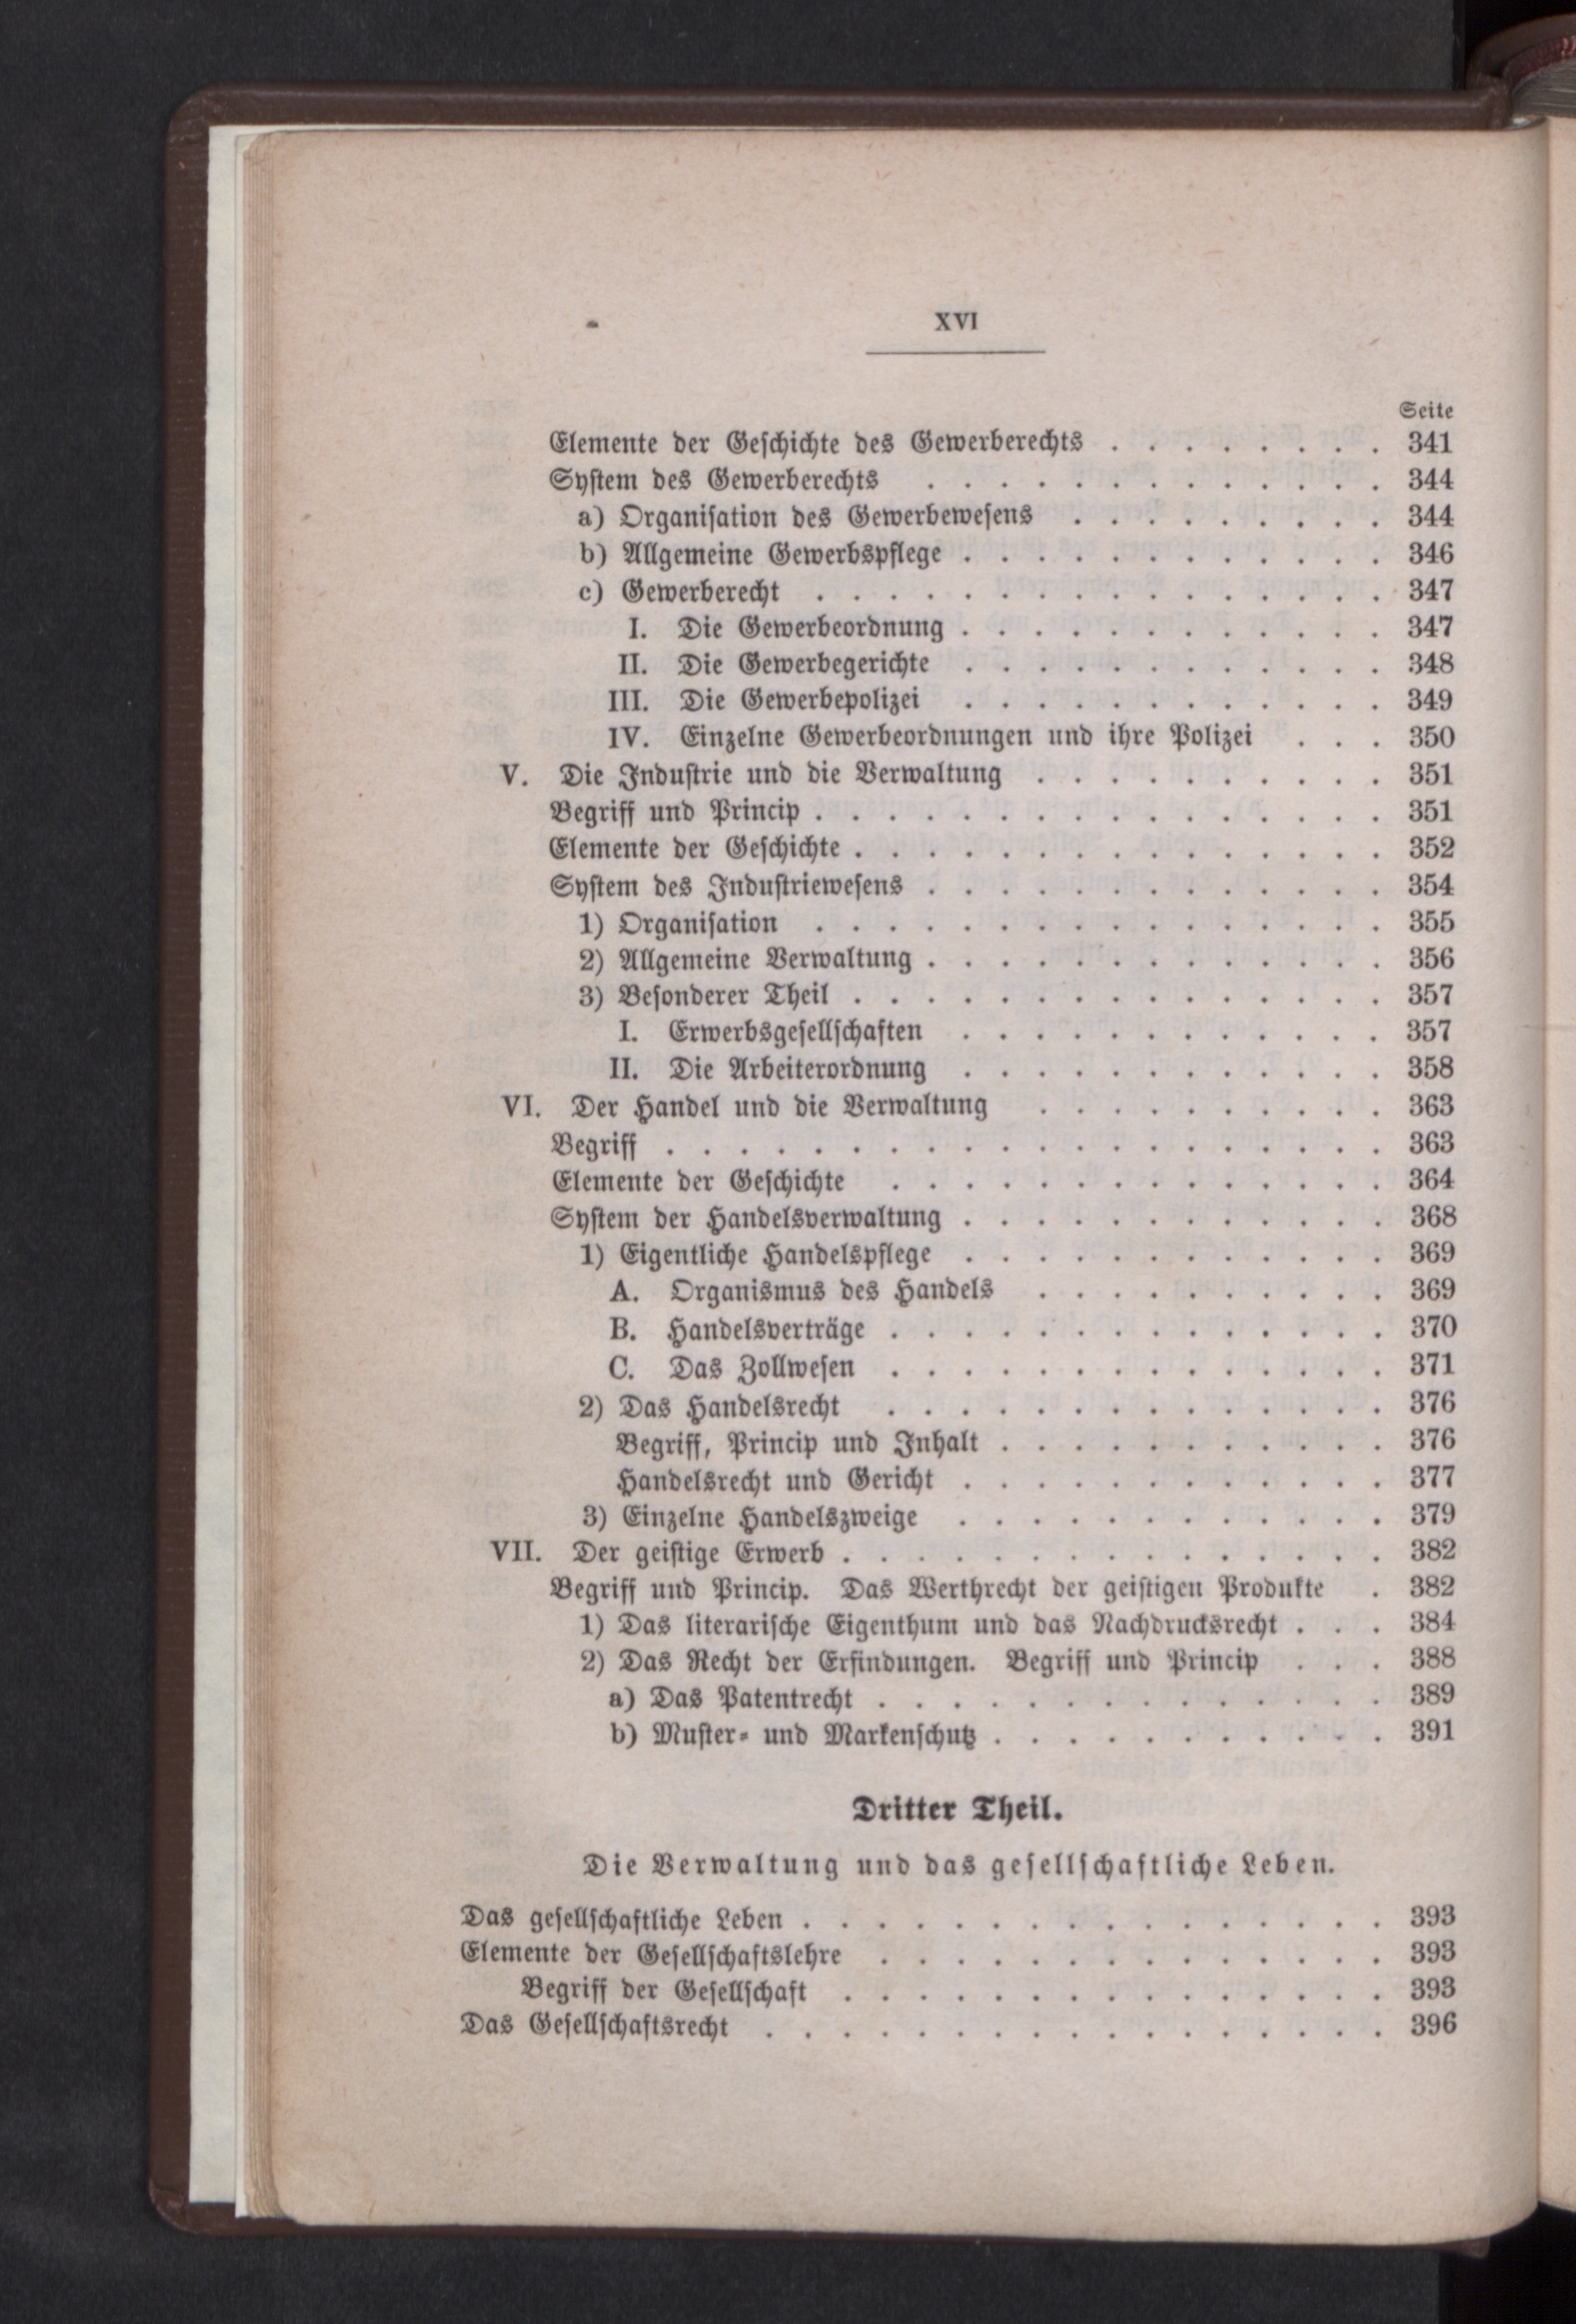 XVI
Seite
Elemente der Geschichte des Gewerberechts . . . . . . . . 341
System des Gewerberechts . . . . . . . . . . . . . 344
a) Organisation des Gewerbewesens . . . . . . . . . 344
b) Allgemeine Gewerbspflege . . . . . . . . . . . . 346
c) Gewerberecht . . . . . . . . . . . . . . . . 347
I. Die Gewerbeordnung . . . . . . . . . . . . 347
II. Die Gewerbegerichte . . . . . . . . . . . . 348
III. Die Gewerbepolizei . . . . . . . . . . . . 349
IV. Einzelne Gewerbeordnungen und ihre Polizei . . . 350
V. Die Industrie und die Verwaltung . . . . . . . . . . 351
Begriff und Princip . . . . . . . . . . . . . . . . 351
Elemente der Geschichte . . . . . . . . . . . . . . . 352
System des Industriewesens . . . . . . . . . . . . . 354
1) Organisation . . . . . . . . . . . . . . . . 355
2) Allgemeine Verwaltung . . . . . . . . . . . . . 356
3) Besonderer Theil . . . . . . . . . . . . . . . 357
I. Erwerbsgesellschaften . . . . . . . . . . . . 357
II. Die Arbeiterordnung . . . . . . . . . . . . 358
VI. Der Handel und die Verwaltung . . . . . . . . . . 363
Begriff . . . . . . . . . . . . . . . . . . . . 363
Elemente der Geschichte . . . . . . . . . . . . . . 364
System der Handelsverwaltung . . . . . . . . . . . . 368
1) Eigentliche Handelspflege . . . . . . . . . . . . 369
A. Organismus des Handels . . . . . . . . . . 369
B. Handelsverträge . . . . . . . . . . . . . . 370
C. Das Zollwesen . . . . . . . . . . . . . . 371
2) Das Handelsrecht . . . . . . . . . . . . . . 376
Begriff, Princip und Inhalt . . . . . . . . . . . 376
Handelsrecht und Gericht . . . . . . . . . . . . 377
3) Einzelne Handelszweige . . . . . . . . . . . . 379
VII. Der geistige Erwerb . . . . . . . . . . . . . . . 382
Begriff und Princip. Das Werthrecht der geistigen Produkte . 382
1) Das literarische Eigenthum und das Nachdrucksrecht . . . 384
2) Das Recht der Erfindungen. Begriff und Princip . . . 388
a) Das Patentrecht . . . . . . . . . . . . . . 389
b) Muster- und Markenschutz . . . . . . . . . . . 391
Dritter Theil.
Die Verwaltung und das gesellschaftliche Leben.
Das gesellschaftliche Leben . . . . . . . . . . . . . . . . 393
Elemente der Gesellschaftslehre . . . . . . . . . . . . . . 393
Begriff der Gesellschaft . . . . . . . . . . . . . . . 393
Das Gesellschaftsrecht . . . . . . . . . . . . . . . . . 396